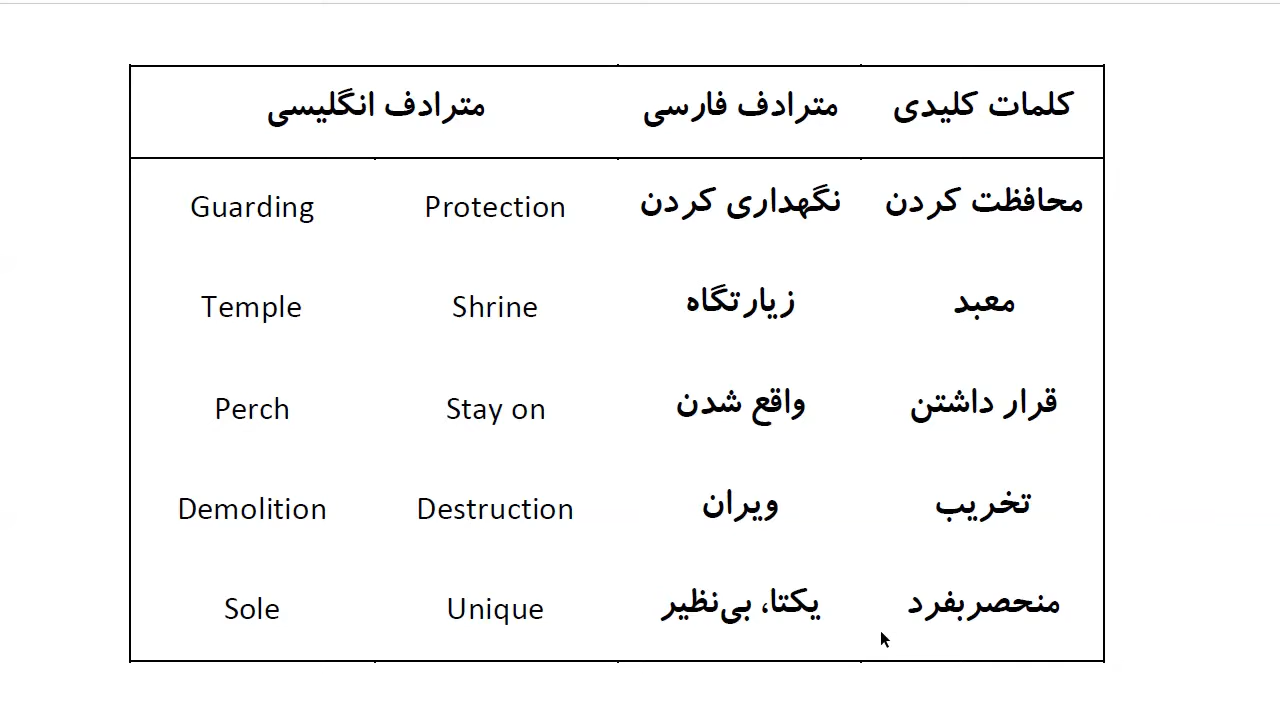 کلمات کلیدی مترادف فارسی مترادف انگلیسی
محافظت کردن نگهداری کردن Protection Guarding
معبد زیارتگاه Shrine Temple
قرار داشتن واقع شدن Stay on Perch
تخریب ویران Destruction Demolition
منحصربفرد یکتا، بی‌نظیر Unique Sole